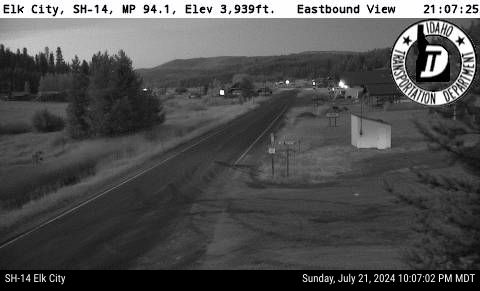 Elk City, SH-14, MP 94.1, Elev 3,939ft. Eastbound View 21:07:25
IDAHO
TRANSPORTATION DEPARTMENT
SH-14 Elk City Sunday, July 21, 2024 10:07:02 PM MDT